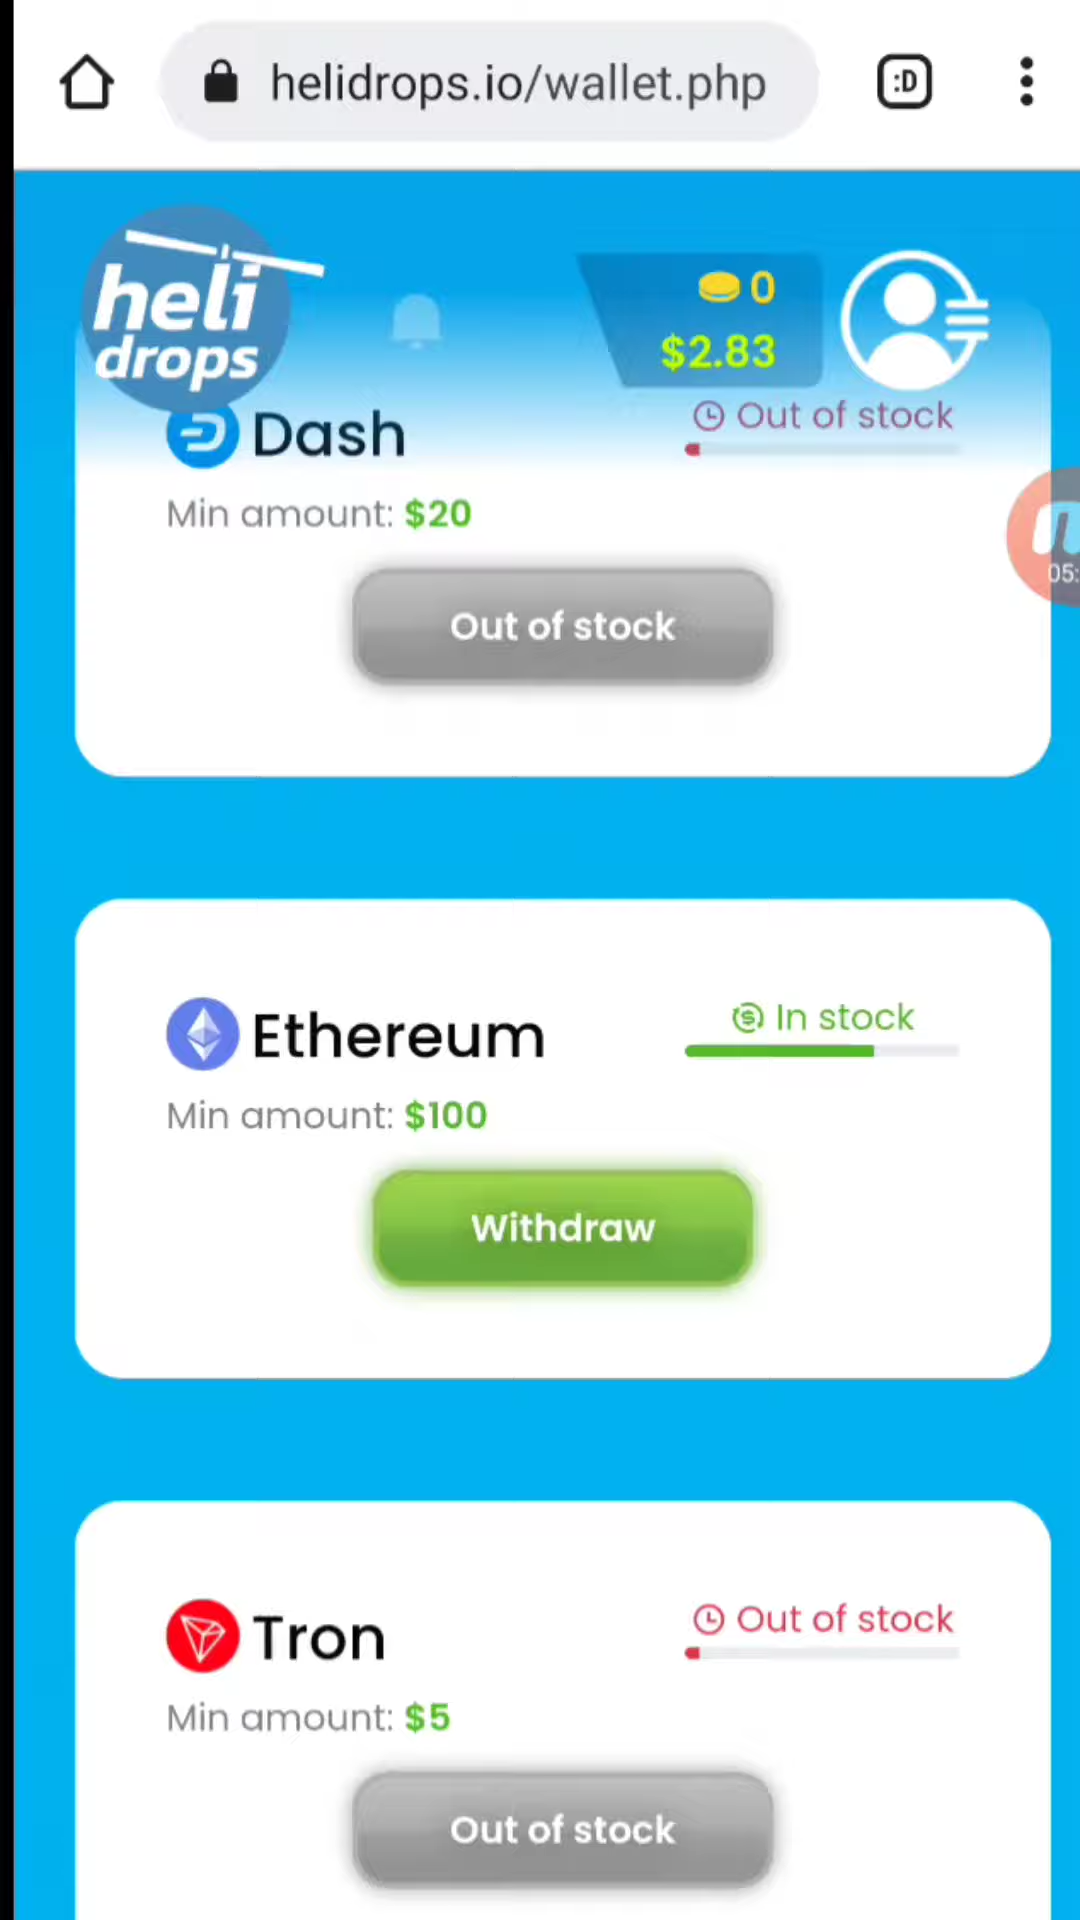 helidrops.io/wallet.php
:D
heli
drops
0
$2.83
Dash
Out of stock
Min amount: $20
05:
Out of stock
Ethereum
In stock
Min amount: $100
Withdraw
Tron
Out of stock
Min amount: $5
Out of stock